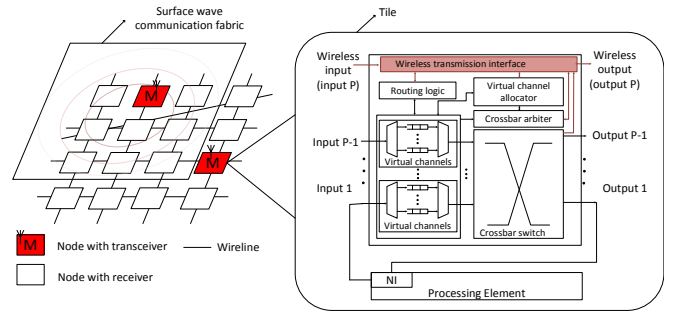 Surface wave
communication fabric
Tile
M
M
M
Node with transceiver
Wireline
Node with receiver
Wireless
input
(input P)
Wireless transmission interface
Wireless
output
(output P)
Routing logic
Virtual channel
allocator
Crossbar arbiter
Input P-1
Virtual channels
Output P-1
Input 1
Virtual channels
Output 1
Crossbar switch
NI
Processing Element